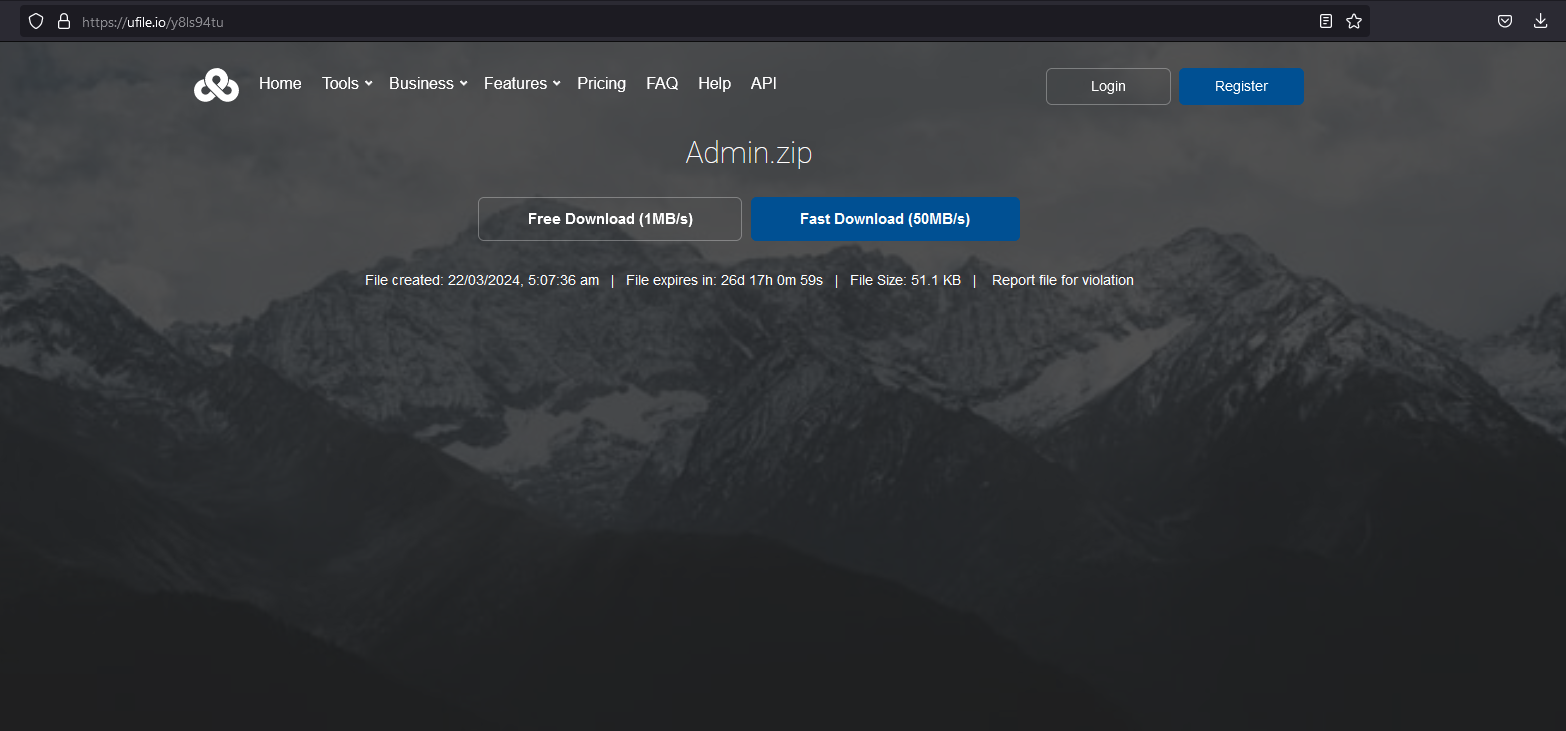 https://ufile.io/y8ls94tu
Home Tools Business Features Pricing FAQ Help API Login Register
Admin.zip
Free Download (1MB/s) Fast Download (50MB/s)
File created: 22/03/2024, 5:07:36 am | File expires in: 26d 17h 0m 59s | File Size: 51.1 KB | Report file for violation